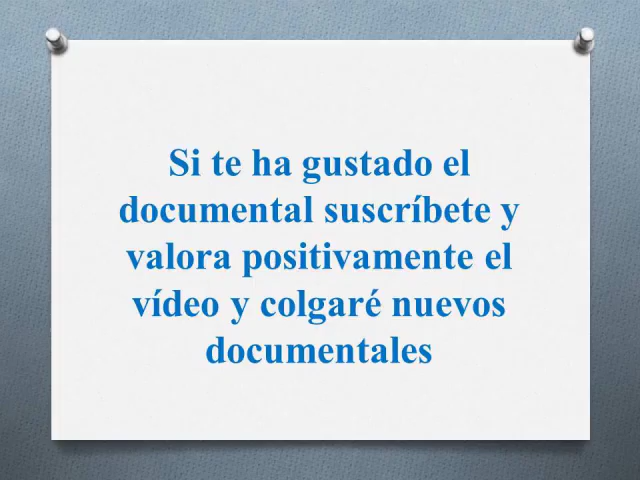 Si te ha gustado el
documental suscríbete y
valora positivamente el
vídeo y colgaré nuevos
documentales